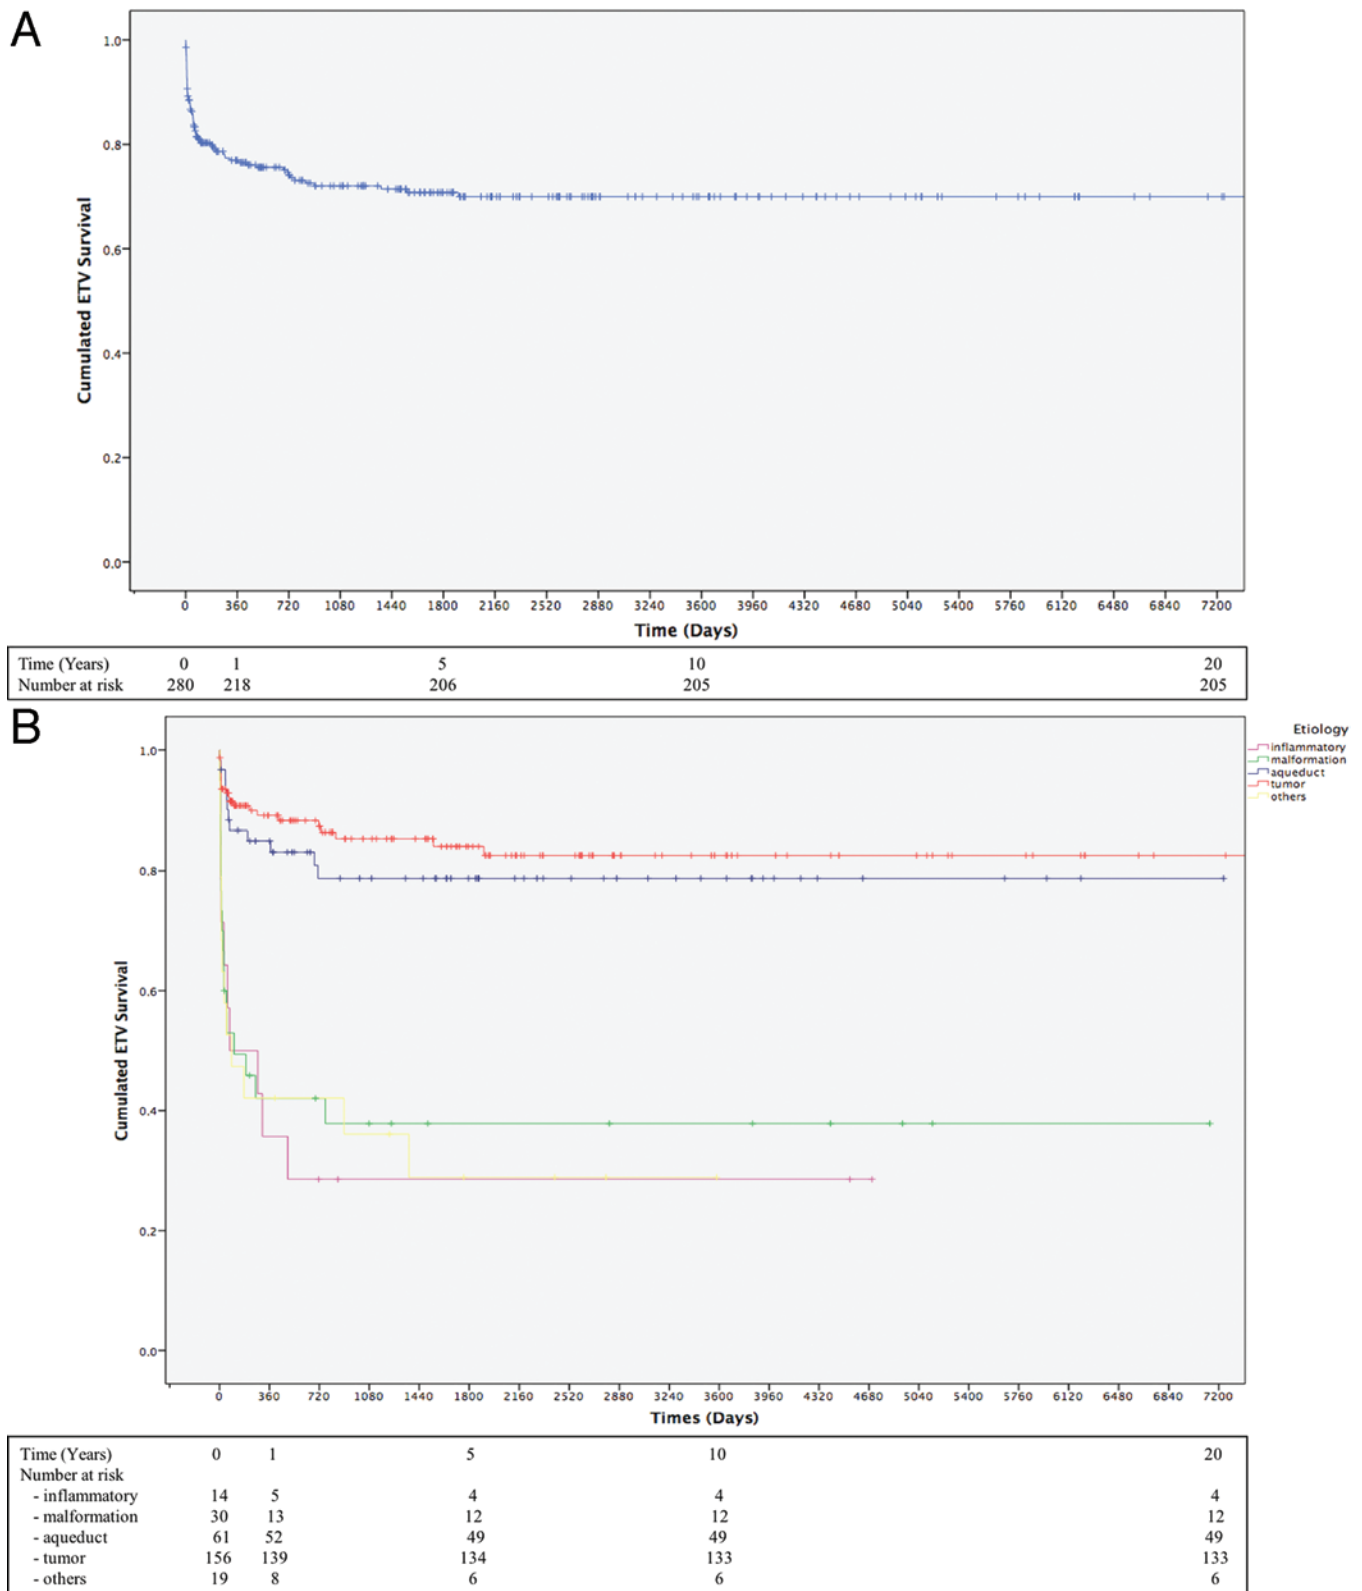 A
1.0
0.8
0.6
0.4
0.2
0.0
Cumulated ETV Survival
0 360 720 1080 1440 1800 2160 2520 2880 3240 3600 3960 4320 4680 5040 5400 5760 6120 6480 6840 7200
Time (Days)
Time (Years) 0 1 5 10 20
Number at risk 280 218 206 205 205
B
Etiology
inflammatory
malformation
aqueduct
tumor
others
1.0
0.8
0.6
0.4
0.2
0.0
Cumulated ETV Survival
0 360 720 1080 1440 1800 2160 2520 2880 3240 3600 3960 4320 4680 5040 5400 5760 6120 6480 6840 7200
Times (Days)
Time (Years) 0 1 5 10 20
Number at risk
- inflammatory 14 5 4 4 4
- malformation 30 13 12 12 12
- aqueduct 61 52 49 49 49
- tumor 156 139 134 133 133
- others 19 8 6 6 6